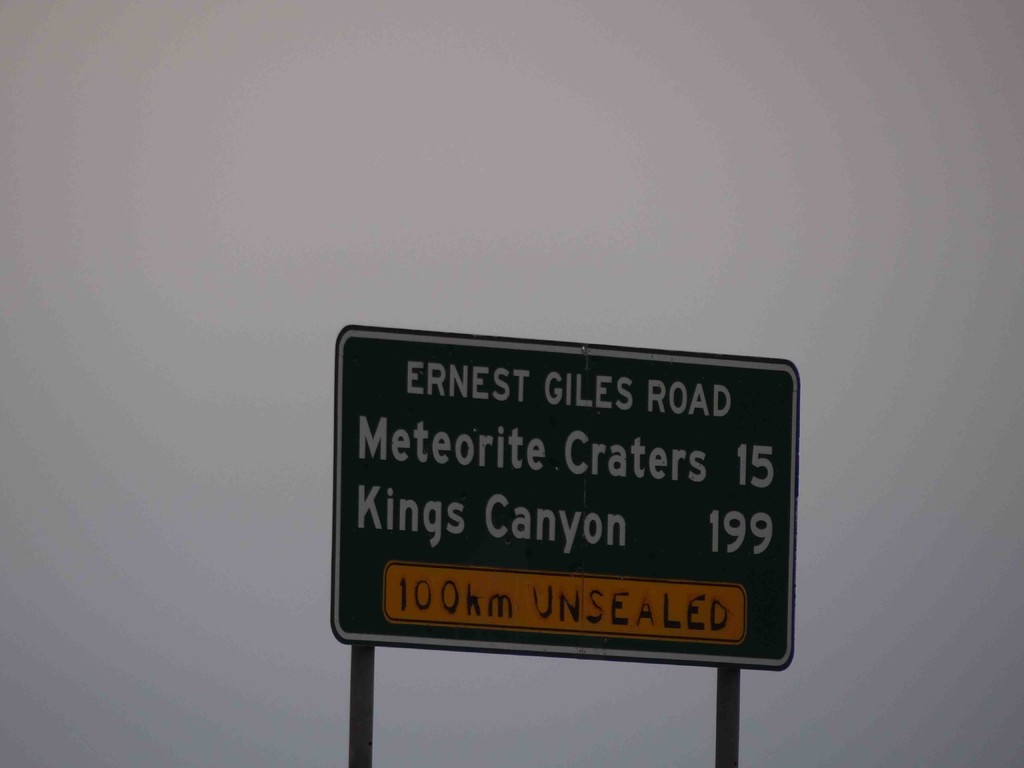 ERNEST GILES ROAD
Meteorite Craters 15
Kings Canyon 199
100km UNSEALED